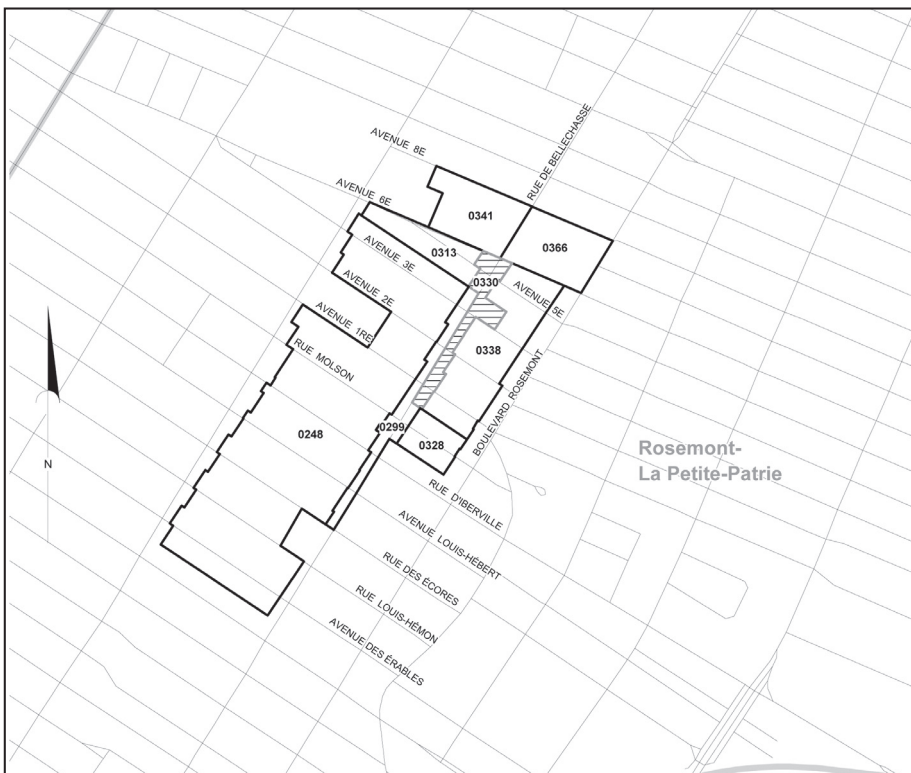 RUE DE BELLECHASSE
AVENUE 8E
AVENUE 6E
0341
0366
0313
AVENUE 3E
0330
AVENUE 5E
AVENUE 2E
AVENUE 1RE
RUE MOLSON
0338
BOULEVARD ROSEMONT
0299
0248
0328
Rosemont-
La Petite-Patrie
N
RUE D'IBERVILLE
AVENUE LOUIS-HÉBERT
RUE DES ÉCORES
RUE LOUIS-HÉMON
AVENUE DES ÉRABLES